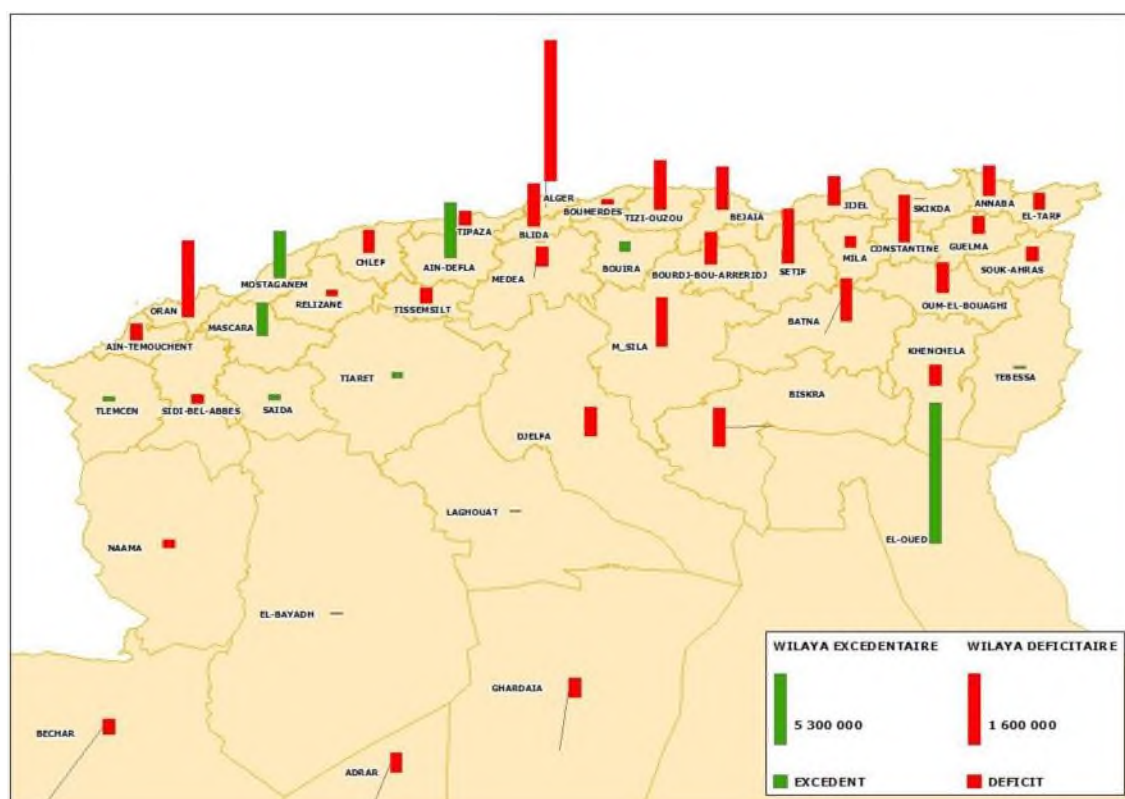 ALGER
BOUMERDES
TIZI-OUZOU
BEJAIA
JIJEL
SKIKDA
ANNABA
EL-TARF
TIPAZA
BLIDA
CHLEF
AIN-DEFLA
MEDEA
BOUIRA
BOURDJ-BOU-ARRERIDJ
SETIF
MILA
CONSTANTINE
GUELMA
SOUK-AHRAS
MOSTAGANEM
RELIZANE
TISSEMSILT
ORAN
MASCARA
AIN-TEMOUCHENT
M_SILA
BATNA
OUM-EL-BOUAGHI
KHENCHELA
TEBESSA
TLEMCEN
SIDI-BEL-ABBES
SAIDA
TIARET
BISKRA
DJELFA
LAGHOUAT
EL-OUED
NAAMA
EL-BAYADH
GHARDAIA
BECHAR
ADRAR
WILAYA EXCEDENTAIRE
WILAYA DEFICITAIRE
5 300 000
1 600 000
EXCEDENT
DEFICIT